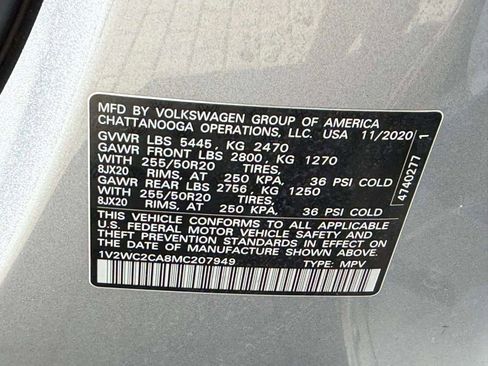 MFD BY VOLKSWAGEN GROUP OF AMERICA
CHATTANOOGA OPERATIONS, LLC. USA 11/2020
GVWR LBS 5445, KG 2470
GAWR FRONT LBS 2800, KG 1270
WITH 255/50R20 TIRES,
8JX20 RIMS, AT 250 KPA, 36 PSI COLD
GAWR REAR LBS 2756, KG 1250
WITH 255/50R20 TIRES,
8JX20 RIMS, AT 250 KPA, 36 PSI COLD
THIS VEHICLE CONFORMS TO ALL APPLICABLE
U.S. FEDERAL MOTOR VEHICLE SAFETY AND
THEFT PREVENTION STANDARDS IN EFFECT ON
THE DATE OF MANUFACTURE SHOWN ABOVE.
1V2WC2CA8MC207949 TYPE: MPV
4740277 1